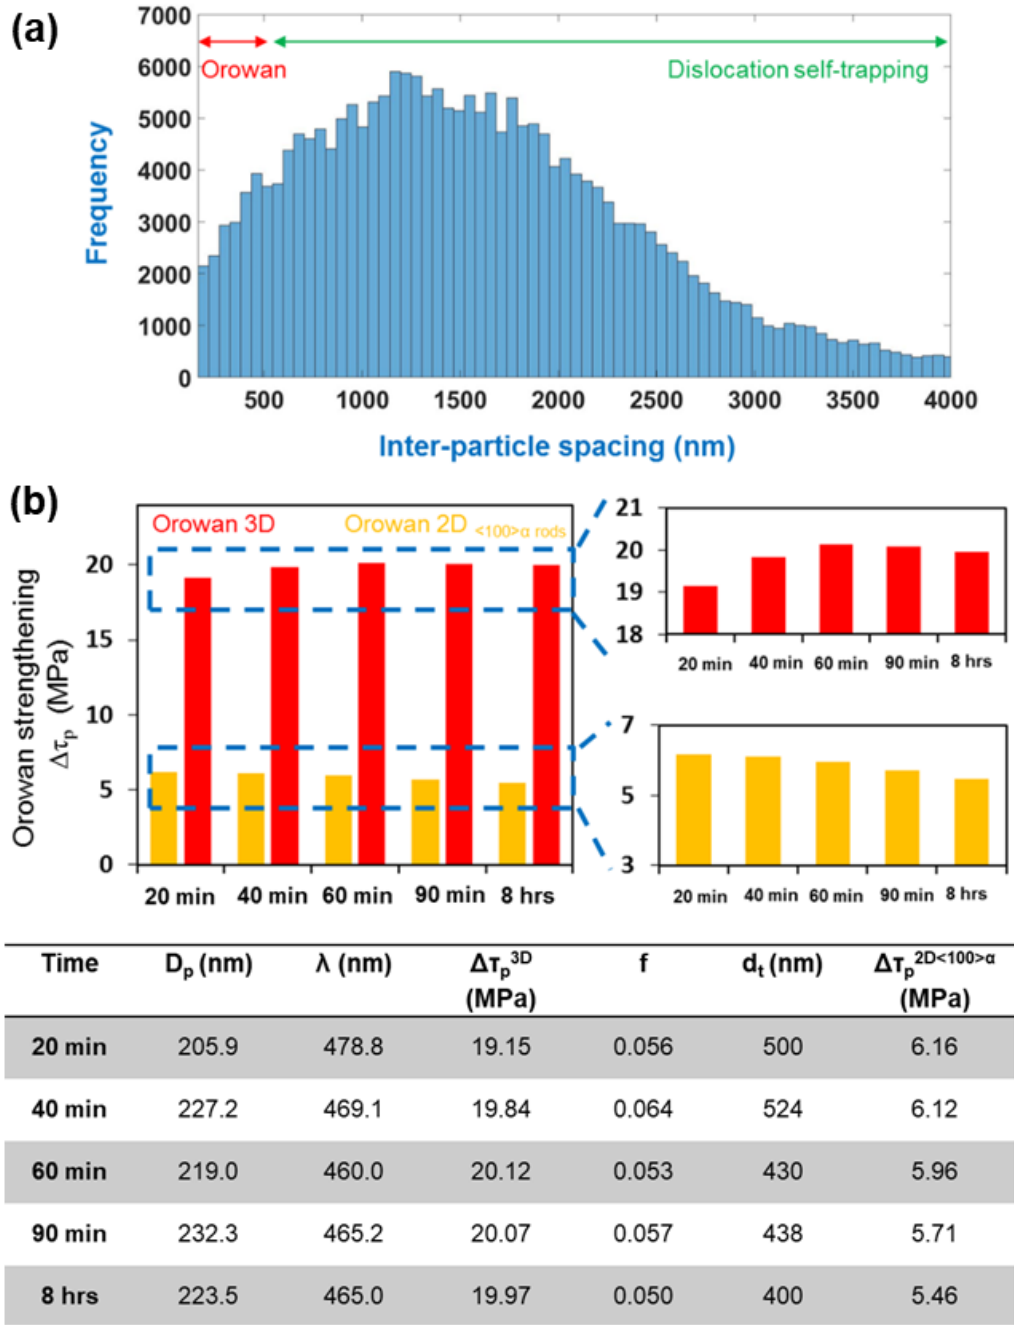 (a)
7000
6000
5000
4000
3000
2000
1000
0
Frequency
Orowan
Dislocation self-trapping
500 1000 1500 2000 2500 3000 3500 4000
Inter-particle spacing (nm)
(b)
Orowan strengthening
Δτp (MPa)
Orowan 3D
Orowan 2D <100>α rods
20
15
10
5
0
20 min 40 min 60 min 90 min 8 hrs
21
20
19
18
20 min 40 min 60 min 90 min 8 hrs
7
5
3
20 min 40 min 60 min 90 min 8 hrs
Time Dp (nm) λ (nm) Δτp3D (MPa) f dt (nm) Δτp2D<100>α (MPa)
20 min 205.9 478.8 19.15 0.056 500 6.16
40 min 227.2 469.1 19.84 0.064 524 6.12
60 min 219.0 460.0 20.12 0.053 430 5.96
90 min 232.3 465.2 20.07 0.057 438 5.71
8 hrs 223.5 465.0 19.97 0.050 400 5.46